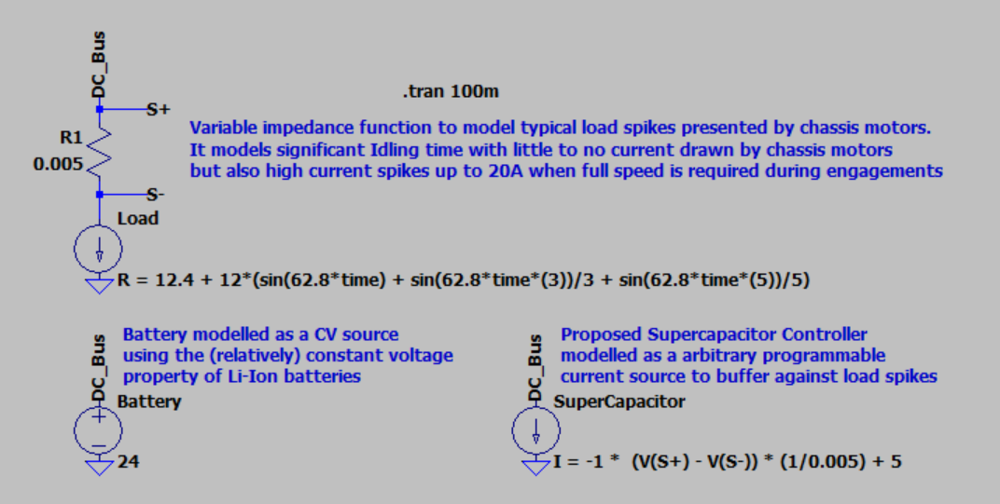 DC_Bus
.tran 100m
S+
R1
0.005
Variable impedance function to model typical load spikes presented by chassis motors.
It models significant Idling time with little to no current drawn by chassis motors
but also high current spikes up to 20A when full speed is required during engagements
S-
Load
R = 12.4 + 12*(sin(62.8*time) + sin(62.8*time*(3))/3 + sin(62.8*time*(5))/5)
DC_Bus
Battery modelled as a CV source
using the (relatively) constant voltage
property of Li-Ion batteries
Battery
24
DC_Bus
Proposed Supercapacitor Controller
modelled as a arbitrary programmable
current source to buffer against load spikes
SuperCapacitor
I = -1 *  (V(S+) - V(S-)) * (1/0.005) + 5